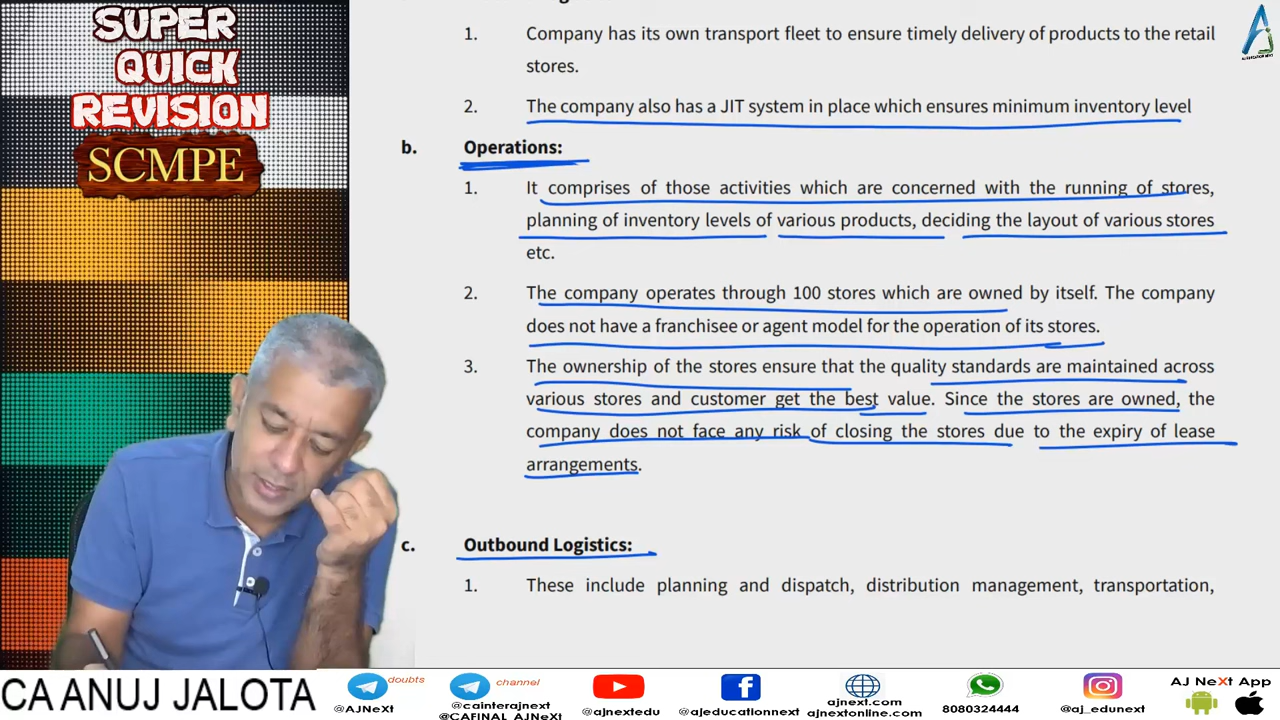 SUPER
QUICK
REVISION
SCMPE
1. Company has its own transport fleet to ensure timely delivery of products to the retail
stores.
2. The company also has a JIT system in place which ensures minimum inventory level
b. Operations:
1. It comprises of those activities which are concerned with the running of stores,
planning of inventory levels of various products, deciding the layout of various stores
etc.
2. The company operates through 100 stores which are owned by itself. The company
does not have a franchisee or agent model for the operation of its stores.
3. The ownership of the stores ensure that the quality standards are maintained across
various stores and customer get the best value. Since the stores are owned, the
company does not face any risk of closing the stores due to the expiry of lease
arrangements.
c. Outbound Logistics:
1. These include planning and dispatch, distribution management, transportation,
CA ANUJ JALOTA
doubts
@AJNeXt
channel
@cainterajnext
@CAFINAL_AJNeXt
@ajnextedu
@ajeducationnext
ajnext.com
ajnextonline.com
8080324444
@aj_edunext
AJ NeXt App